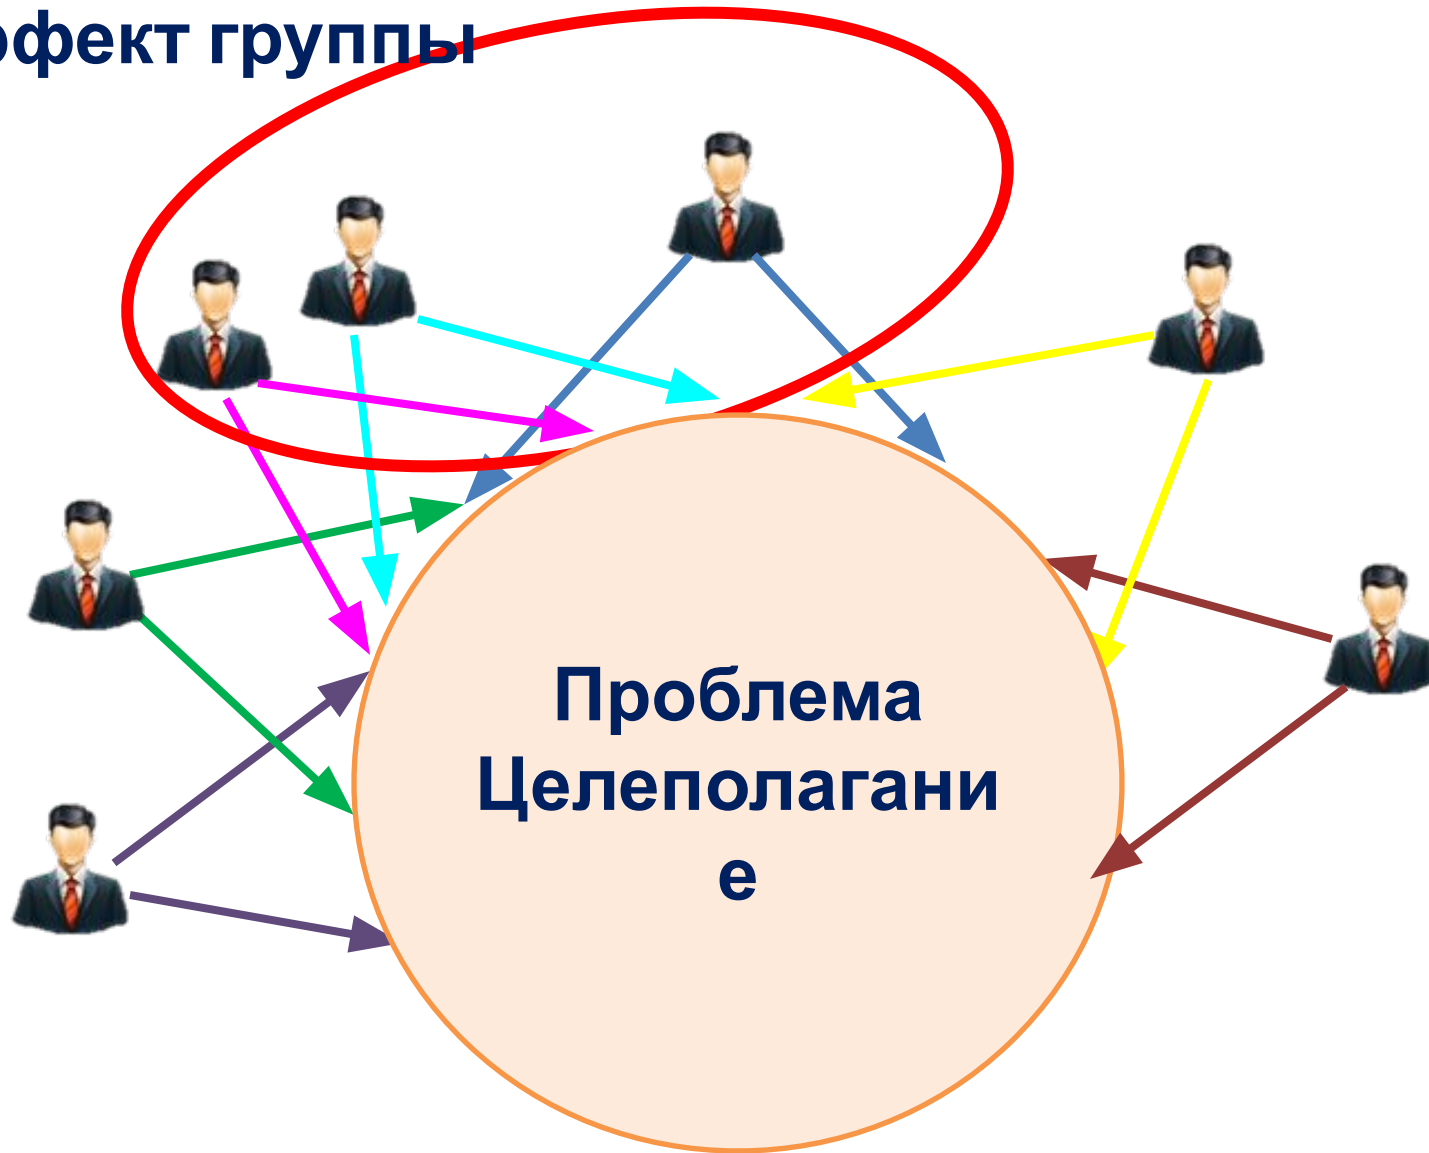 фект группы
Проблема
Целеполагани
е